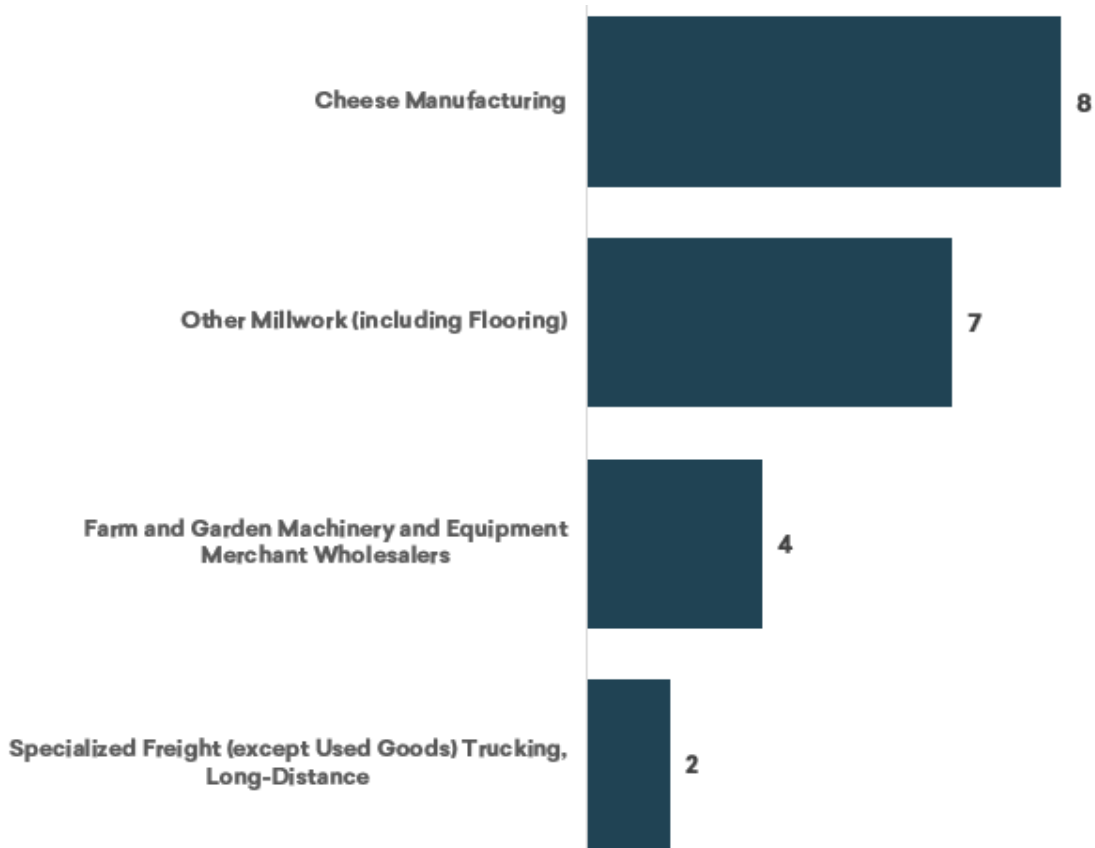 Cheese Manufacturing
8
Other Millwork (including Flooring)
7
Farm and Garden Machinery and Equipment
Merchant Wholesalers
4
Specialized Freight (except Used Goods) Trucking,
Long-Distance
2